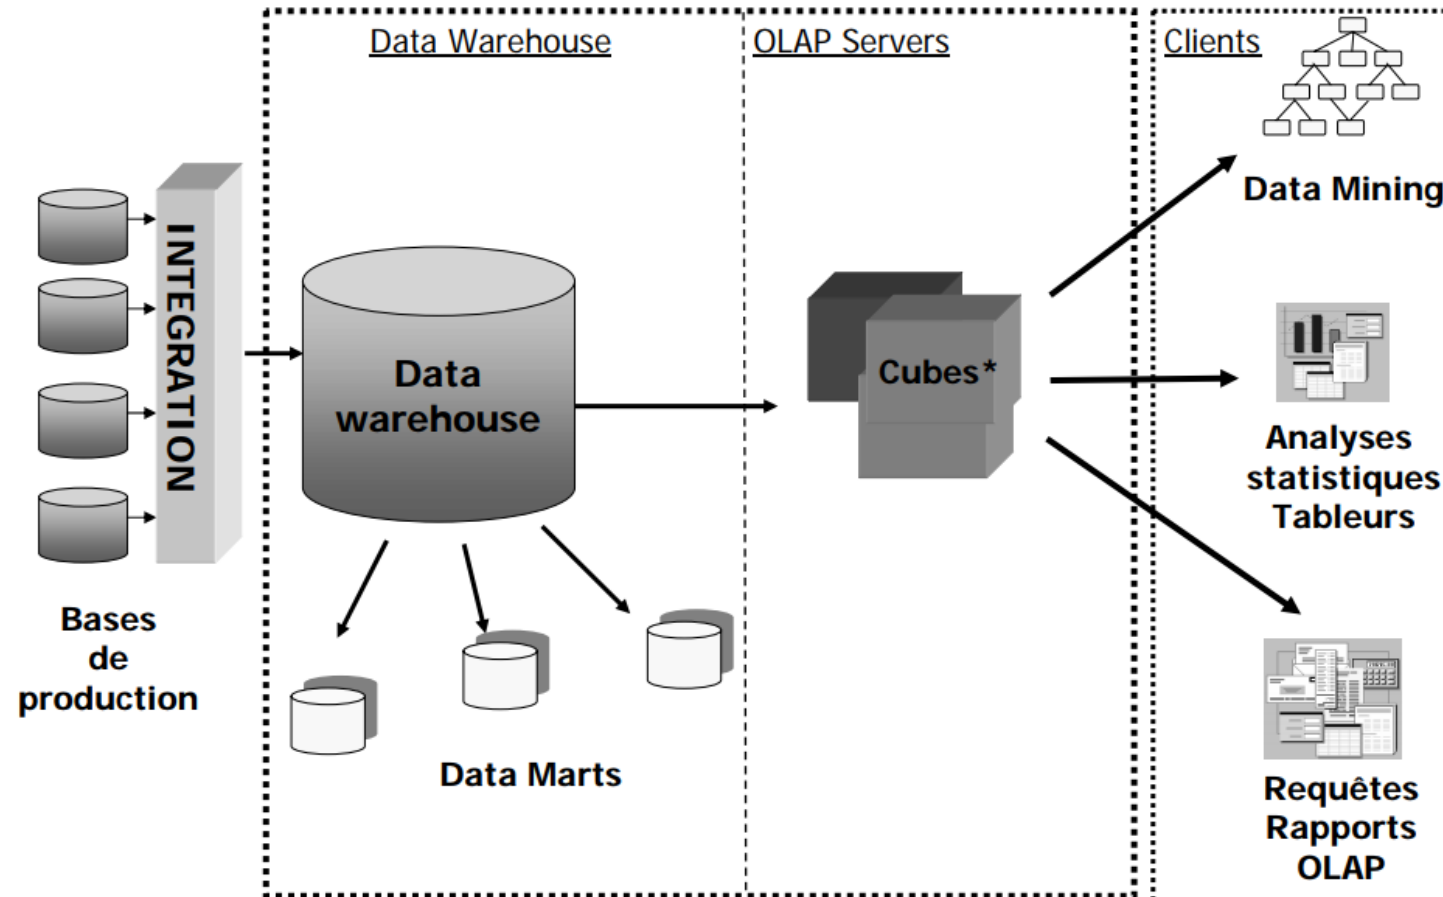 Data Warehouse
OLAP Servers
Clients
INTEGRATION
Bases
de
production
Data
warehouse
Data Marts
Cubes*
Data Mining
Analyses
statistiques
Tableurs
Requêtes
Rapports
OLAP